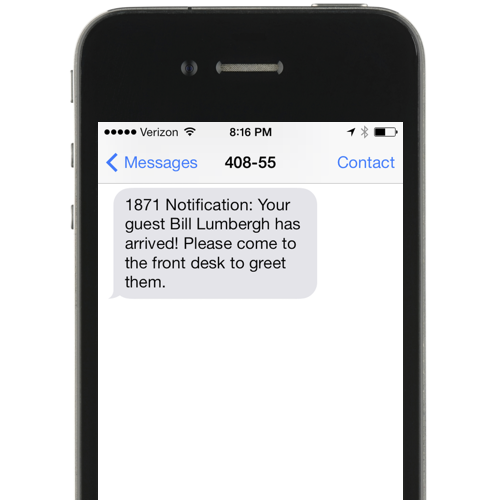 Verizon 8:16 PM
Messages 408-55 Contact
1871 Notification: Your
guest Bill Lumbergh has
arrived! Please come to
the front desk to greet
them.